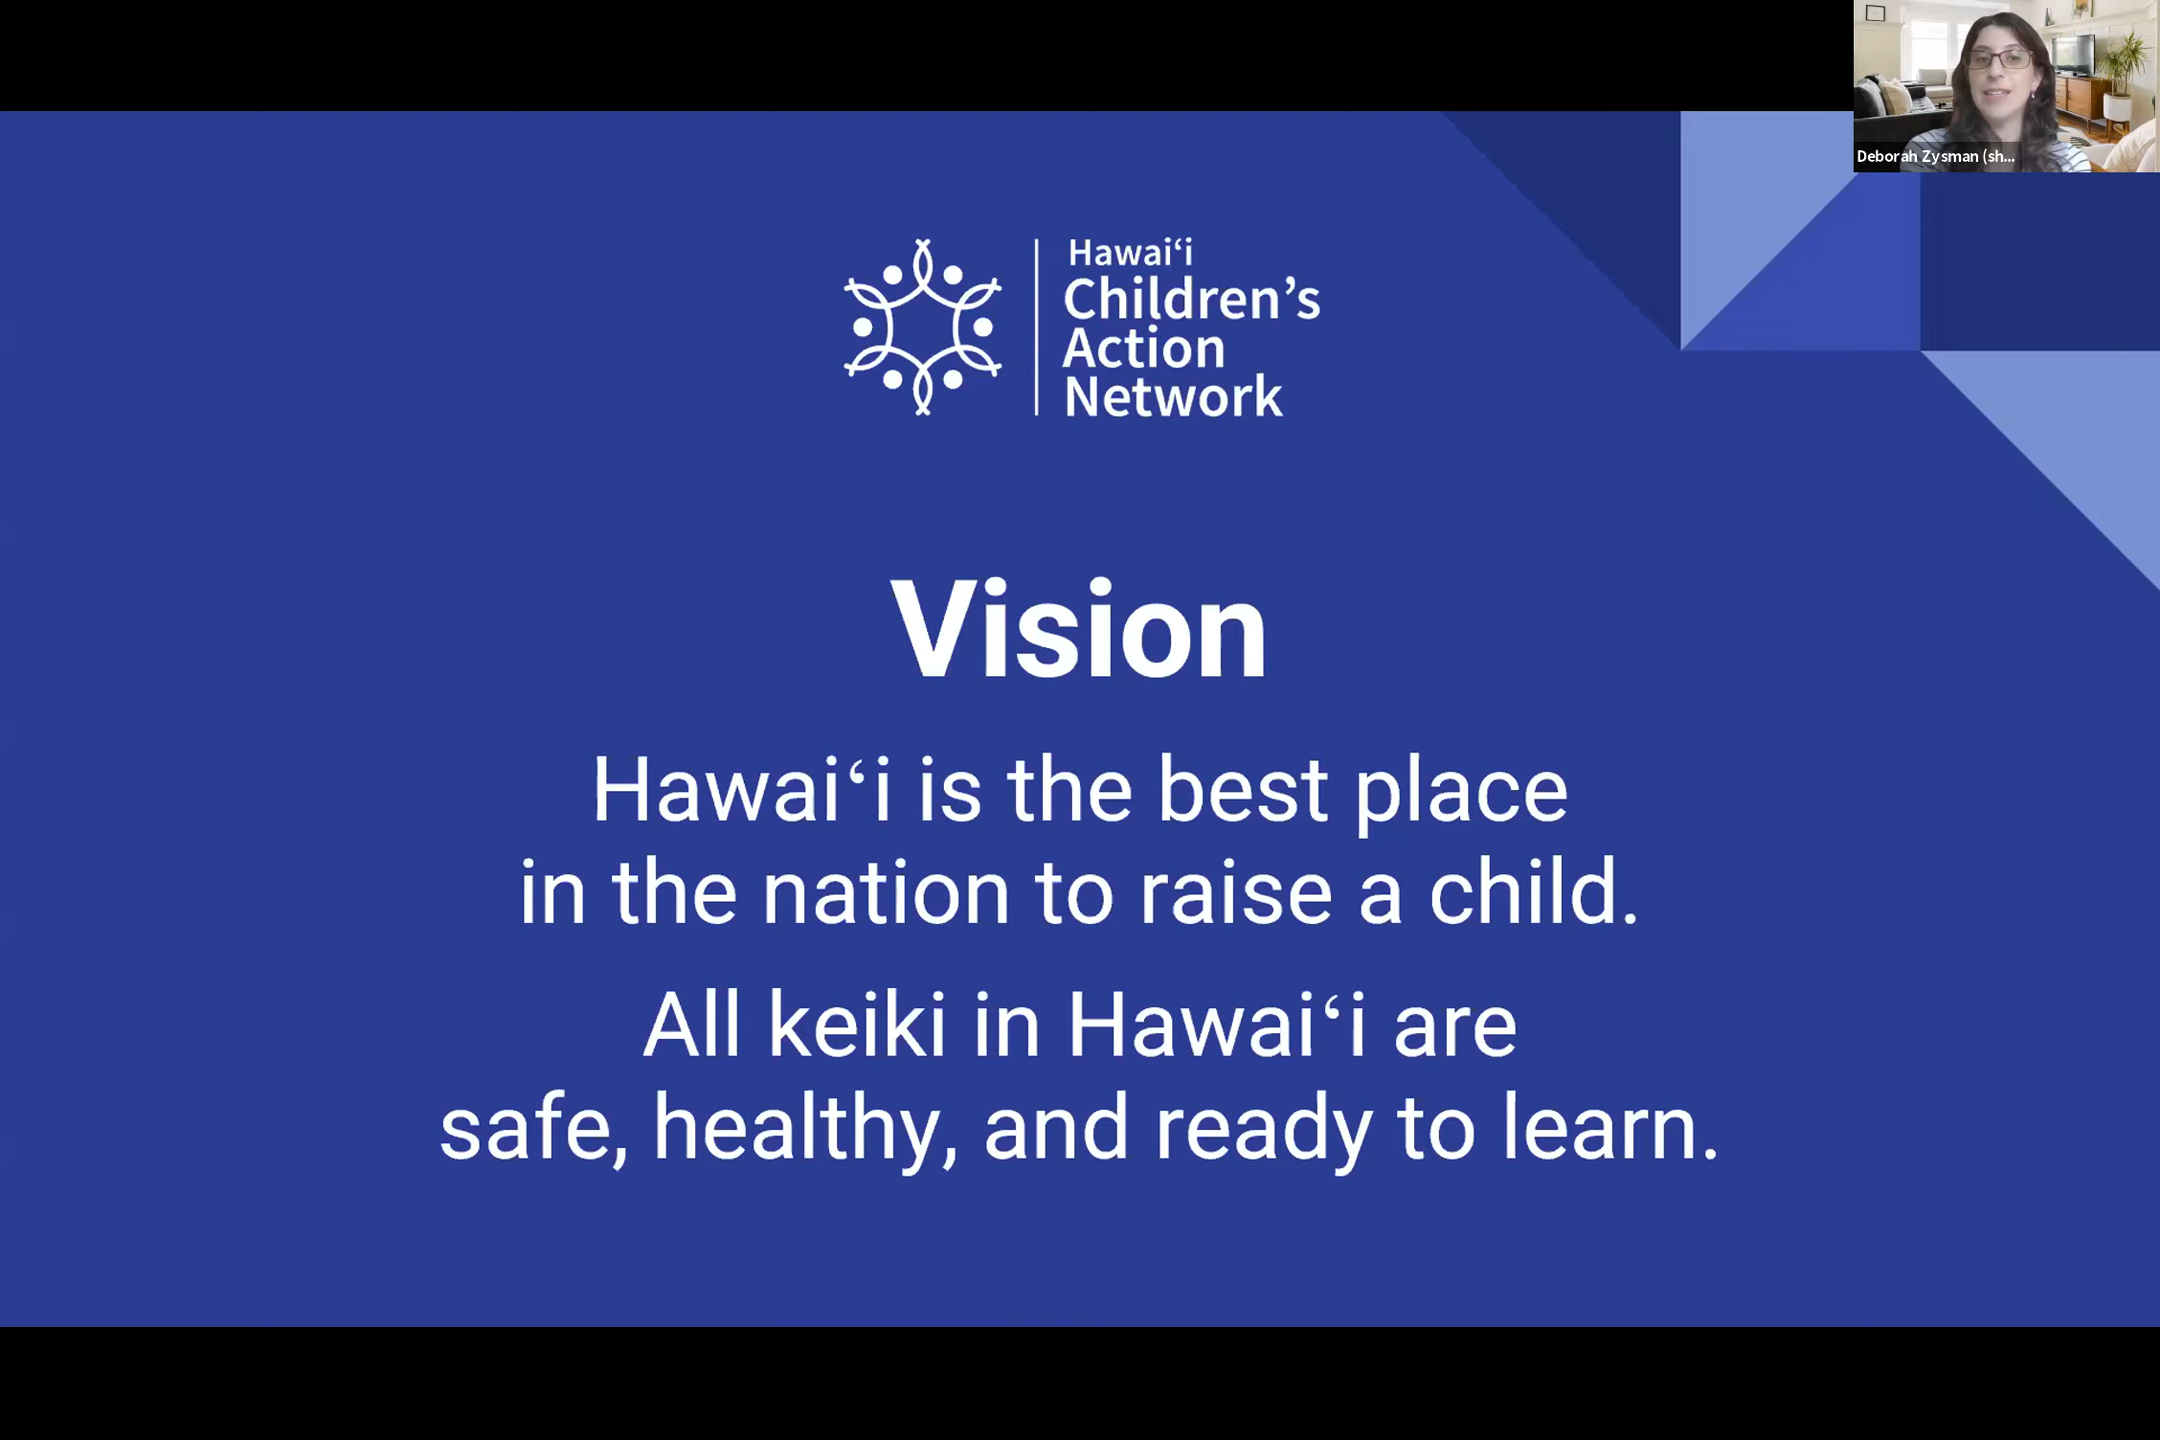 Deborah Zysman (sh...
Hawaiʻi
Children’s
Action
Network
Vision
Hawaiʻi is the best place
in the nation to raise a child.
All keiki in Hawaiʻi are
safe, healthy, and ready to learn.